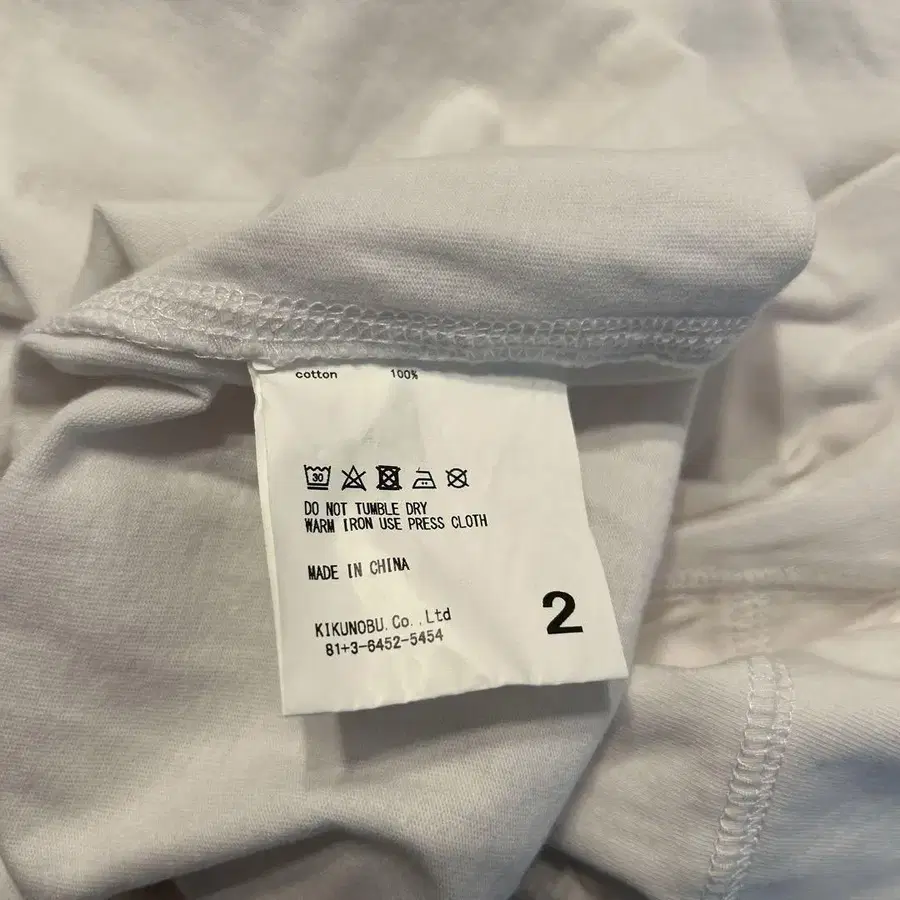 cotton 100%
30
DO NOT TUMBLE DRY
WARM IRON USE PRESS CLOTH
MADE IN CHINA
2
KIKUNOBU.Co.,Ltd
81+3-6452-5454